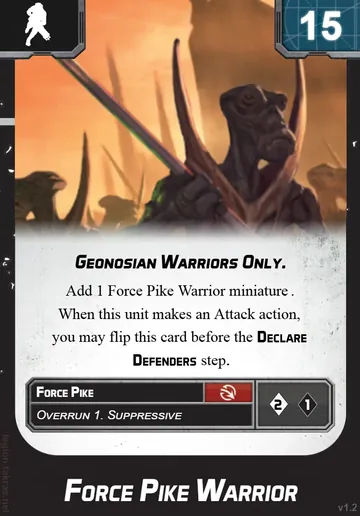 15
GEONOSIAN WARRIORS ONLY.
Add 1 Force Pike Warrior miniature .
When this unit makes an Attack action,
you may flip this card before the DECLARE
DEFENDERS step.
FORCE PIKE
OVERRUN 1. SUPPRESSIVE
2 1
FORCE PIKE WARRIOR
v1.2